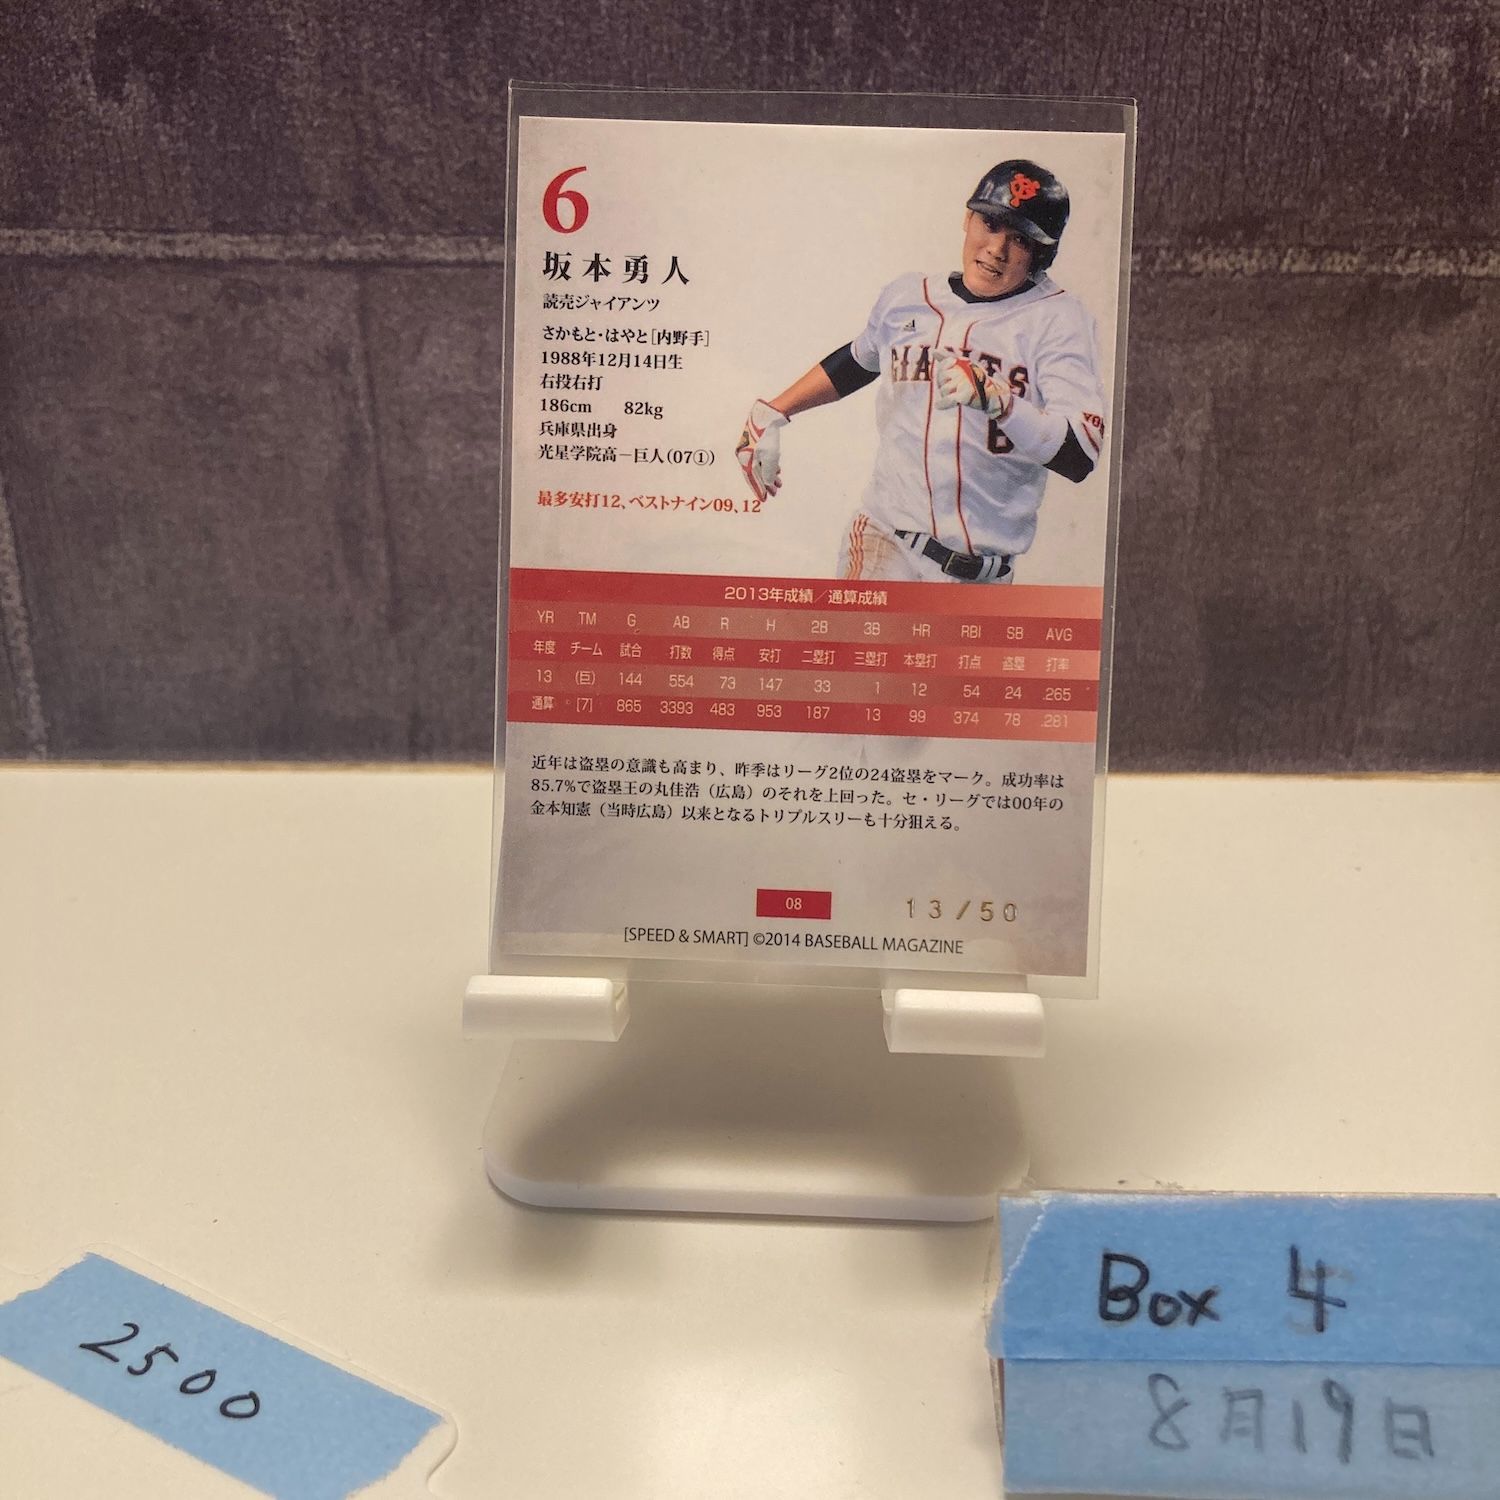 6
坂本勇人
読売ジャイアンツ
さかもと・はやと[内野手]
1988年12月14日生
右投右打
186cm 82kg
兵庫県出身
光星学院高－巨人(07①)
最多安打12、ベストナイン09、12
GIANTS
6
2013年成績／通算成績
YR TM G AB R H 2B 3B HR RBI SB AVG
年度 チーム 試合 打数 得点 安打 二塁打 三塁打 本塁打 打点 盗塁 打率
13 (巨) 144 554 73 147 33 1 12 54 24 .265
通算 [7] 865 3393 483 953 187 13 99 374 78 .281
近年は盗塁の意識も高まり、昨季はリーグ2位の24盗塁をマーク。成功率は
85.7%で盗塁王の丸佳浩（広島）のそれを上回った。セ・リーグでは00年の
金本知憲（当時広島）以来となるトリプルスリーも十分狙える。
08
13/50
[SPEED & SMART] ©2014 BASEBALL MAGAZINE
2500
Box 4
8月19日